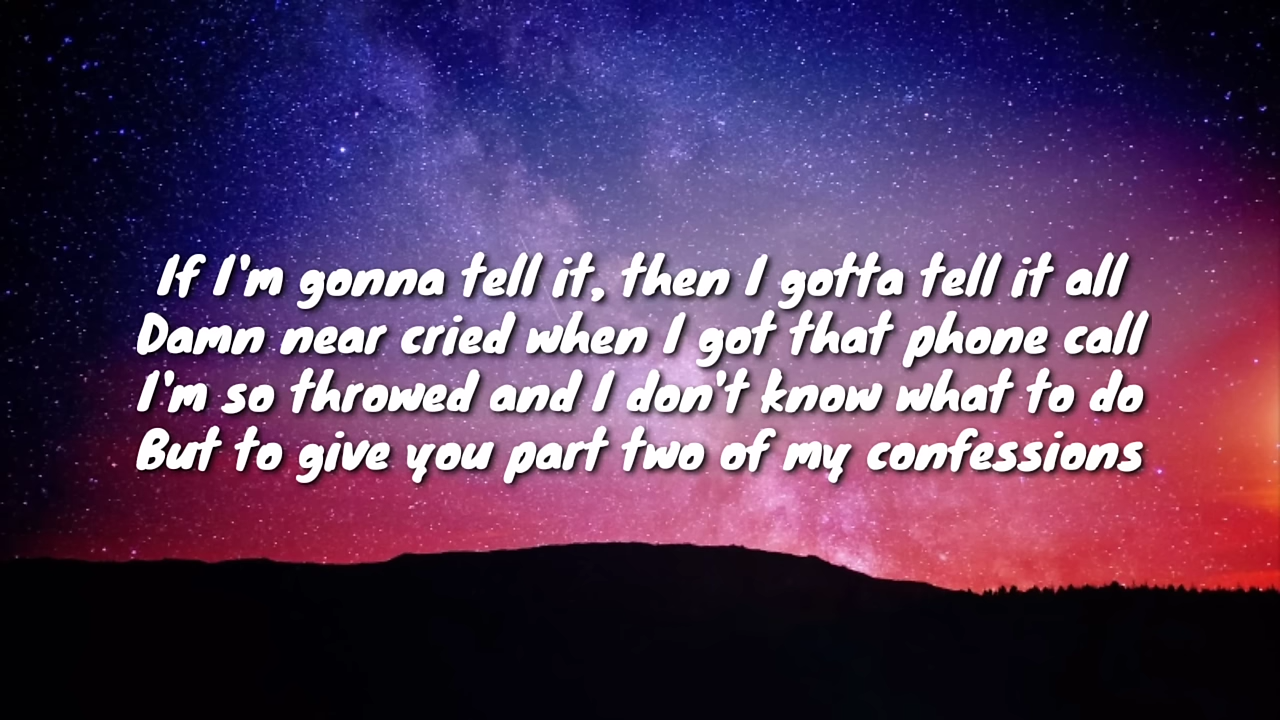 If I'm gonna tell it, then I gotta tell it all
Damn near cried when I got that phone call
I'm so throwed and I don't know what to do
But to give you part two of my confessions